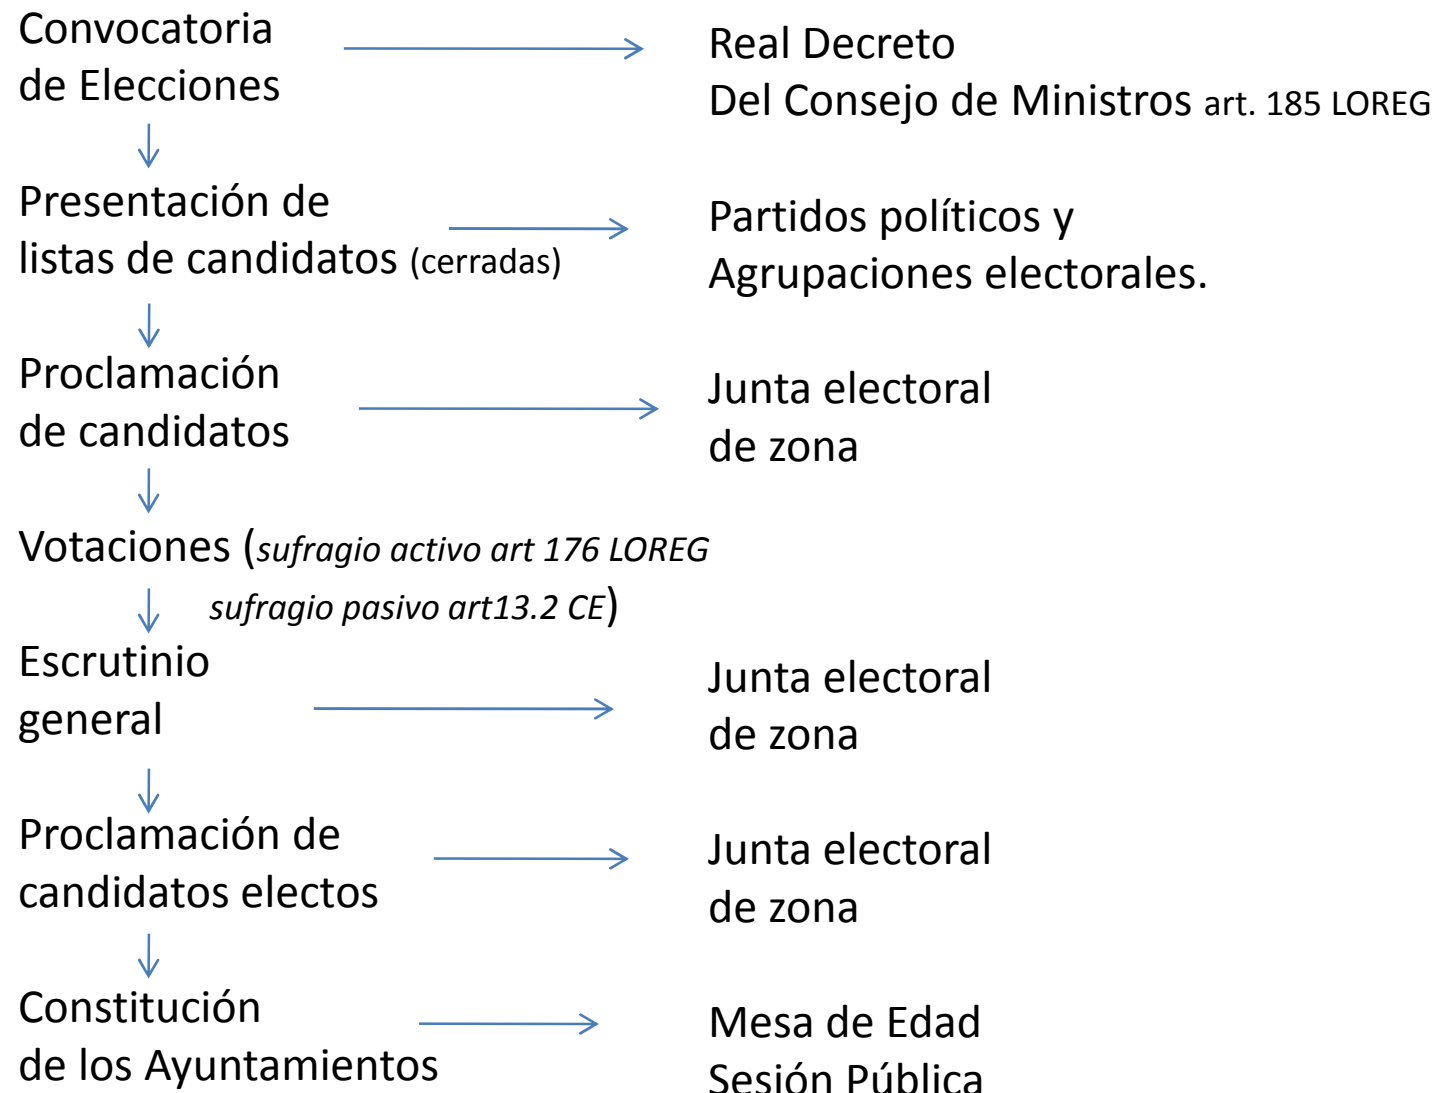 Convocatoria
de Elecciones
Real Decreto
Del Consejo de Ministros art. 185 LOREG
Presentación de
listas de candidatos (cerradas)
Partidos políticos y
Agrupaciones electorales.
Proclamación
de candidatos
Junta electoral
de zona
Votaciones (sufragio activo art 176 LOREG
sufragio pasivo art13.2 CE)
Escrutinio
general
Junta electoral
de zona
Proclamación de
candidatos electos
Junta electoral
de zona
Constitución
de los Ayuntamientos
Mesa de Edad
Sesión Pública